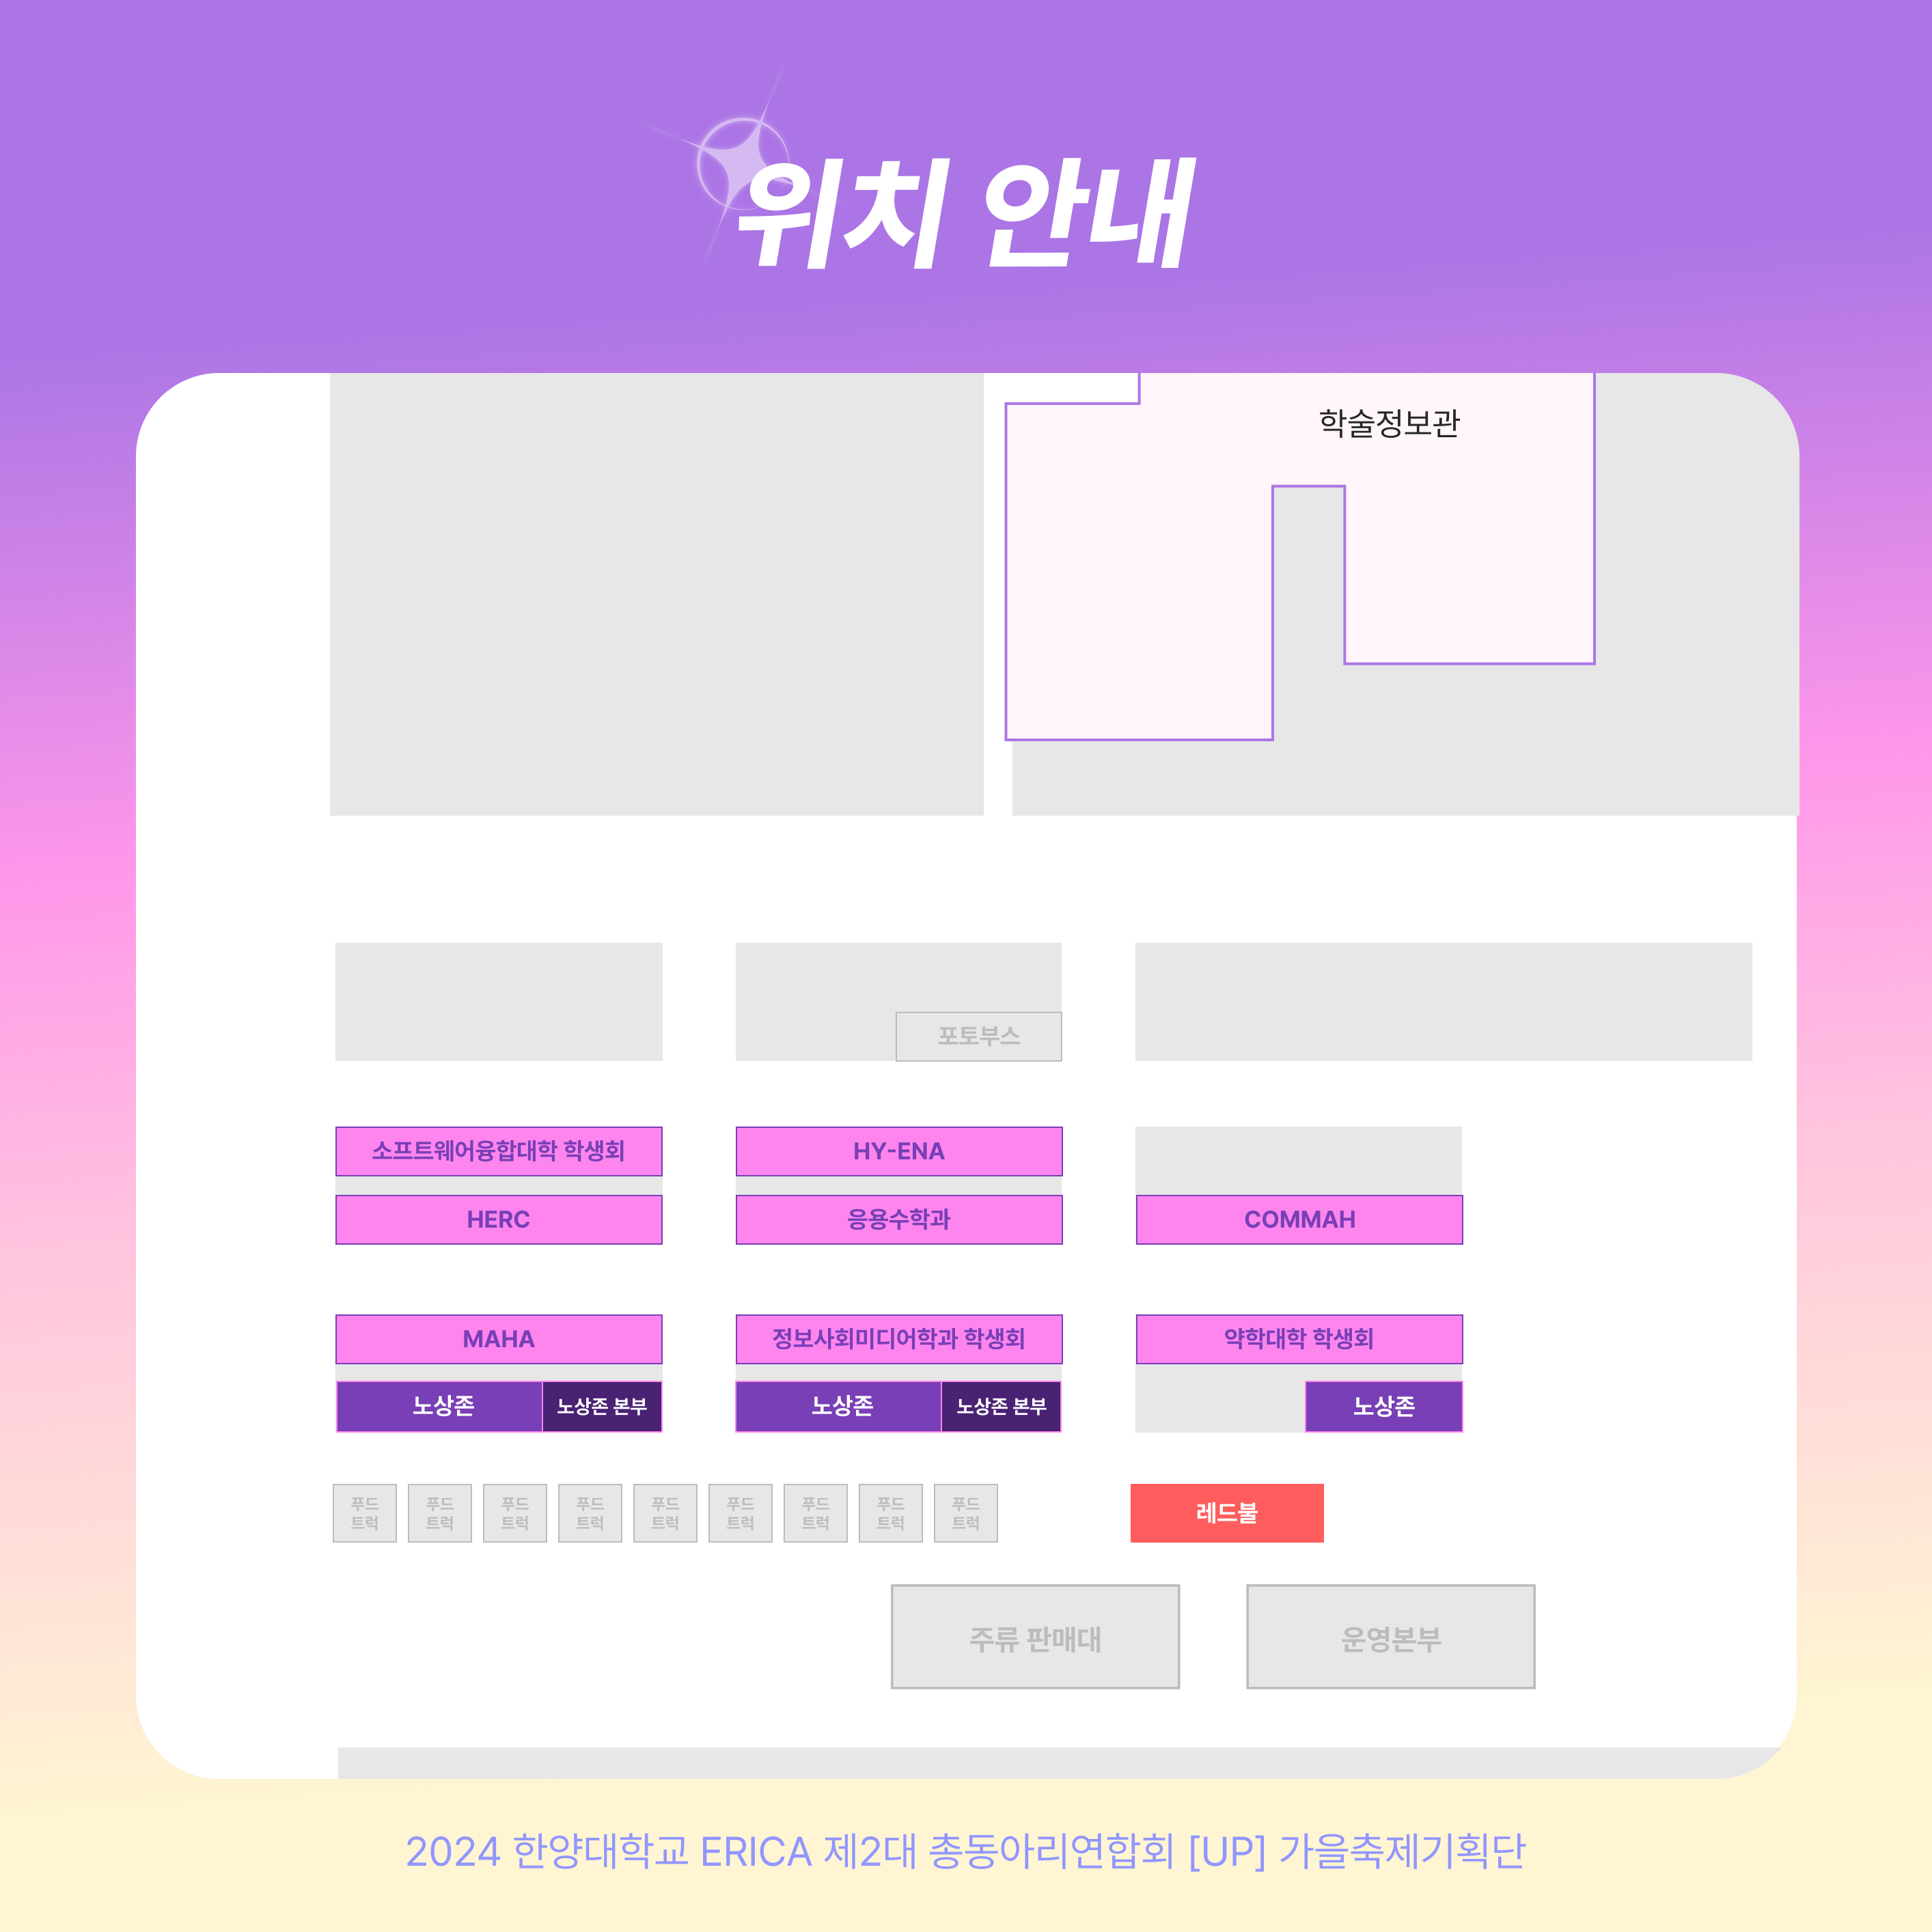 위치 안내
학술정보관
포토부스
소프트웨어융합대학 학생회
HY-ENA
HERC
응용수학과
COMMAH
MAHA
정보사회미디어학과 학생회
약학대학 학생회
노상존
노상존 본부
노상존
노상존 본부
노상존
푸드
트럭
푸드
트럭
푸드
트럭
푸드
트럭
푸드
트럭
푸드
트럭
푸드
트럭
푸드
트럭
푸드
트럭
레드불
주류 판매대
운영본부
2024 한양대학교 ERICA 제2대 총동아리연합회 [UP] 가을축제기획단